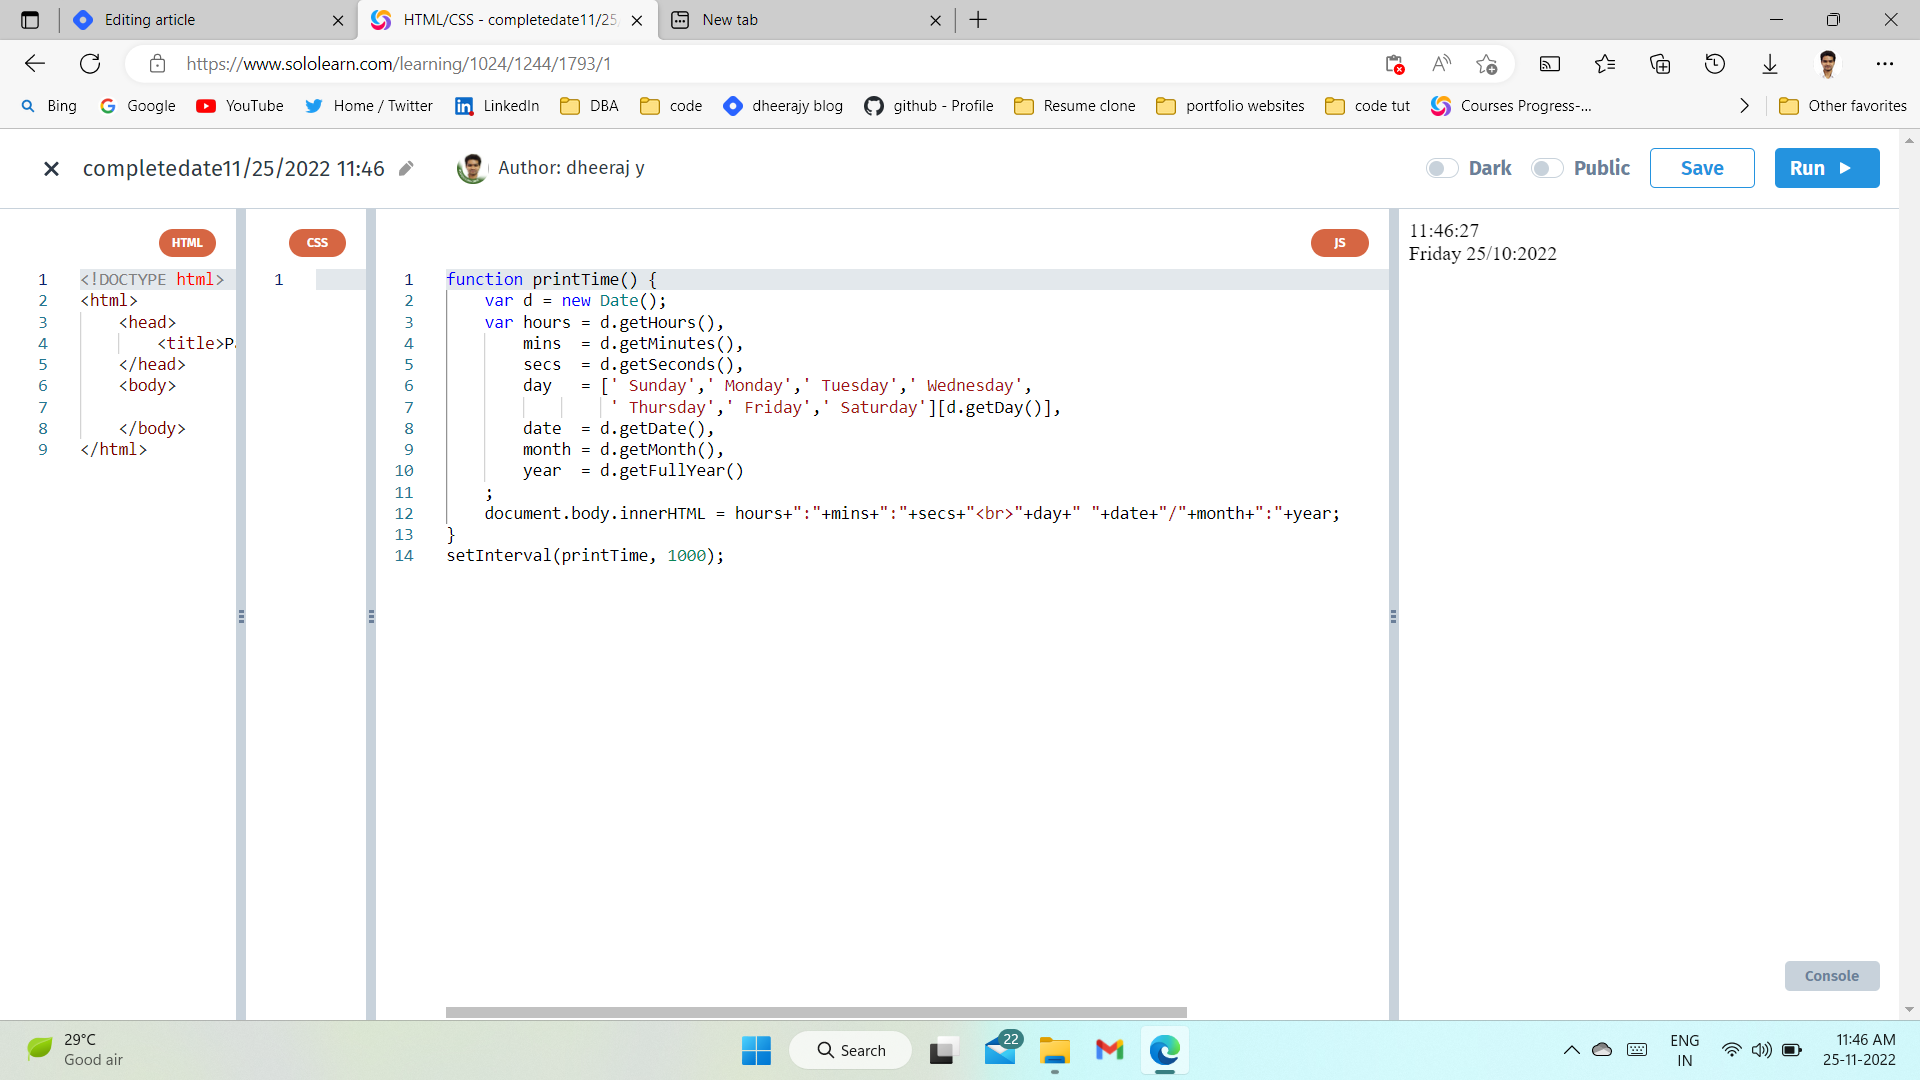 Editing article
HTML/CSS - completedate11/25
New tab
https://www.sololearn.com/learning/1024/1244/1793/1
Bing Google YouTube Home / Twitter LinkedIn DBA code dheerajy blog github - Profile Resume clone portfolio websites code tut Courses Progress-... Other favorites
completedate11/25/2022 11:46
Author: dheeraj y
Dark Public Save Run
HTML
1 <!DOCTYPE html>
2 <html>
3 <head>
4 <title>P
5 </head>
6 <body>
7
8 </body>
9 </html>
CSS
1
JS
1 function printTime() {
2 var d = new Date();
3 var hours = d.getHours(),
4 mins = d.getMinutes(),
5 secs = d.getSeconds(),
6 day = [' Sunday',' Monday',' Tuesday',' Wednesday',
7 ' Thursday',' Friday',' Saturday'][d.getDay()],
8 date = d.getDate(),
9 month = d.getMonth(),
10 year = d.getFullYear()
11 ;
12 document.body.innerHTML = hours+":"+mins+":"+secs+"<br>"+day+" "+date+"/"+month+":"+year;
13 }
14 setInterval(printTime, 1000);
11:46:27
Friday 25/10:2022
Console
29°C
Good air
Search
22
ENG
IN
11:46 AM
25-11-2022